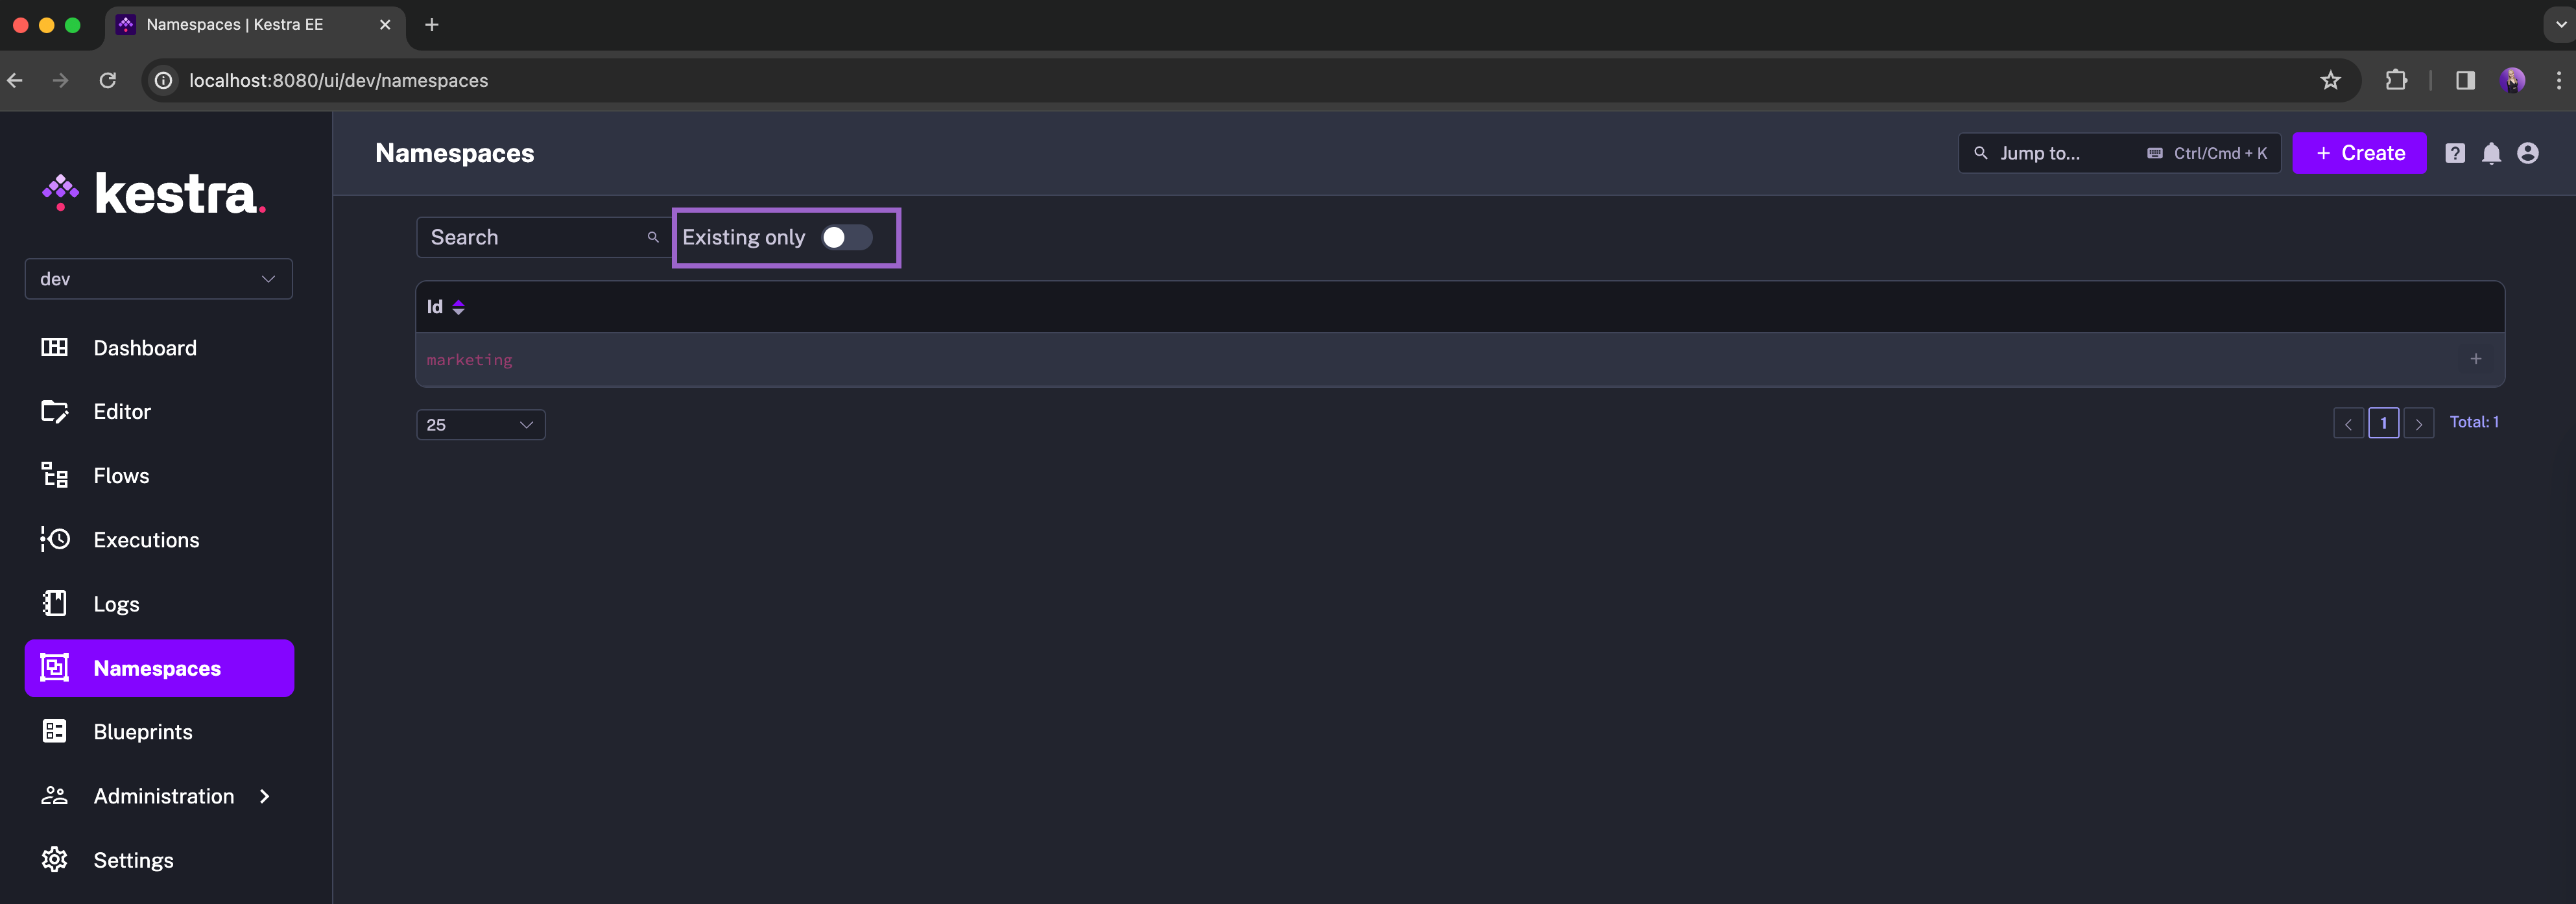 Namespaces | Kestra EE
localhost:8080/ui/dev/namespaces
kestra.
dev
Dashboard
Editor
Flows
Executions
Logs
Namespaces
Blueprints
Administration
Settings
Namespaces
Jump to... Ctrl/Cmd + K
+ Create
Search
Existing only
Id
marketing
25
1
Total: 1